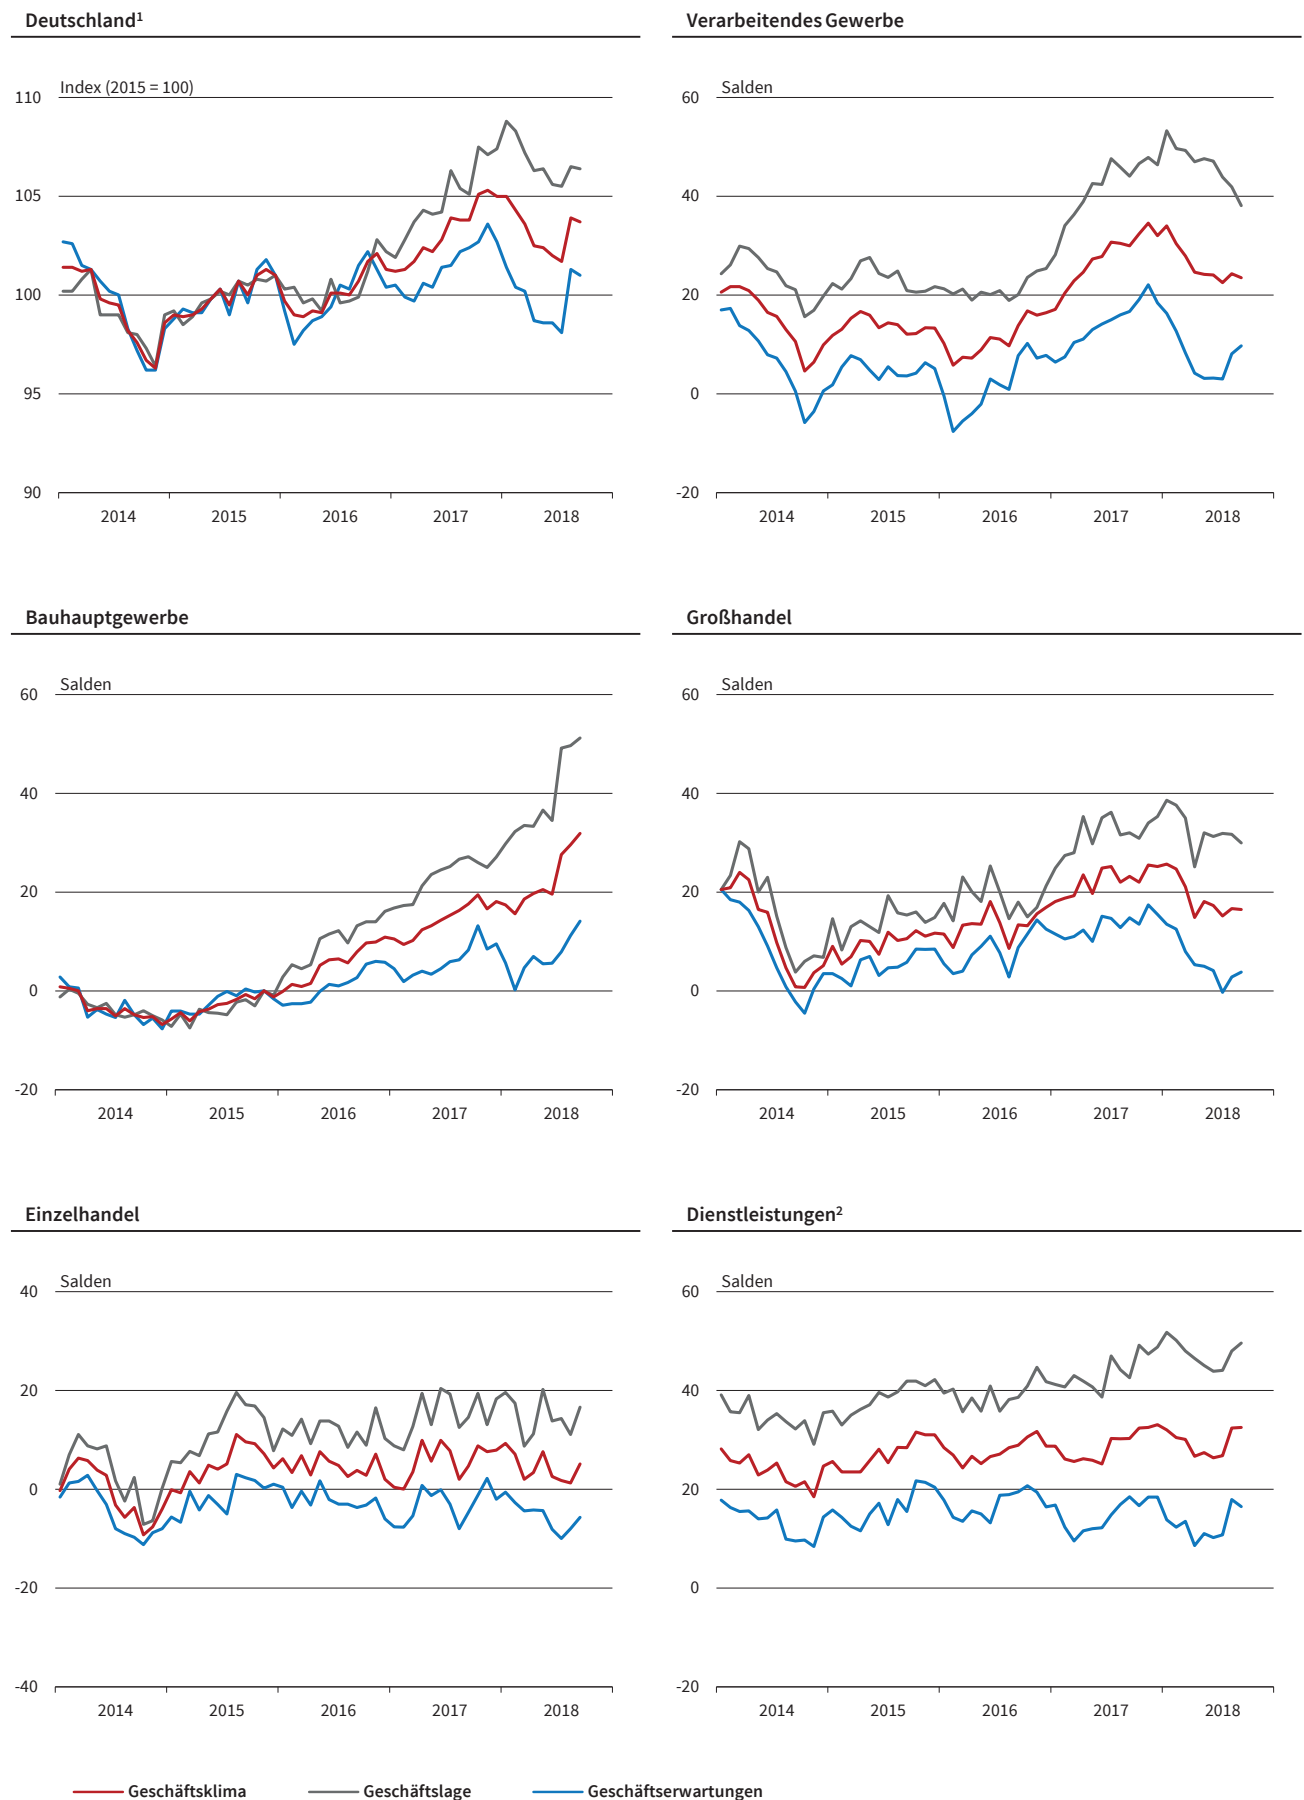 Deutschland¹
Index (2015 = 100)
110
105
100
95
90
2014 2015 2016 2017 2018
Verarbeitendes Gewerbe
Salden
60
40
20
0
-20
2014 2015 2016 2017 2018
Bauhauptgewerbe
Salden
60
40
20
0
-20
2014 2015 2016 2017 2018
Großhandel
Salden
60
40
20
0
-20
2014 2015 2016 2017 2018
Einzelhandel
Salden
40
20
0
-20
-40
2014 2015 2016 2017 2018
Dienstleistungen²
Salden
60
40
20
0
-20
2014 2015 2016 2017 2018
Geschäftsklima Geschäftslage Geschäftserwartungen